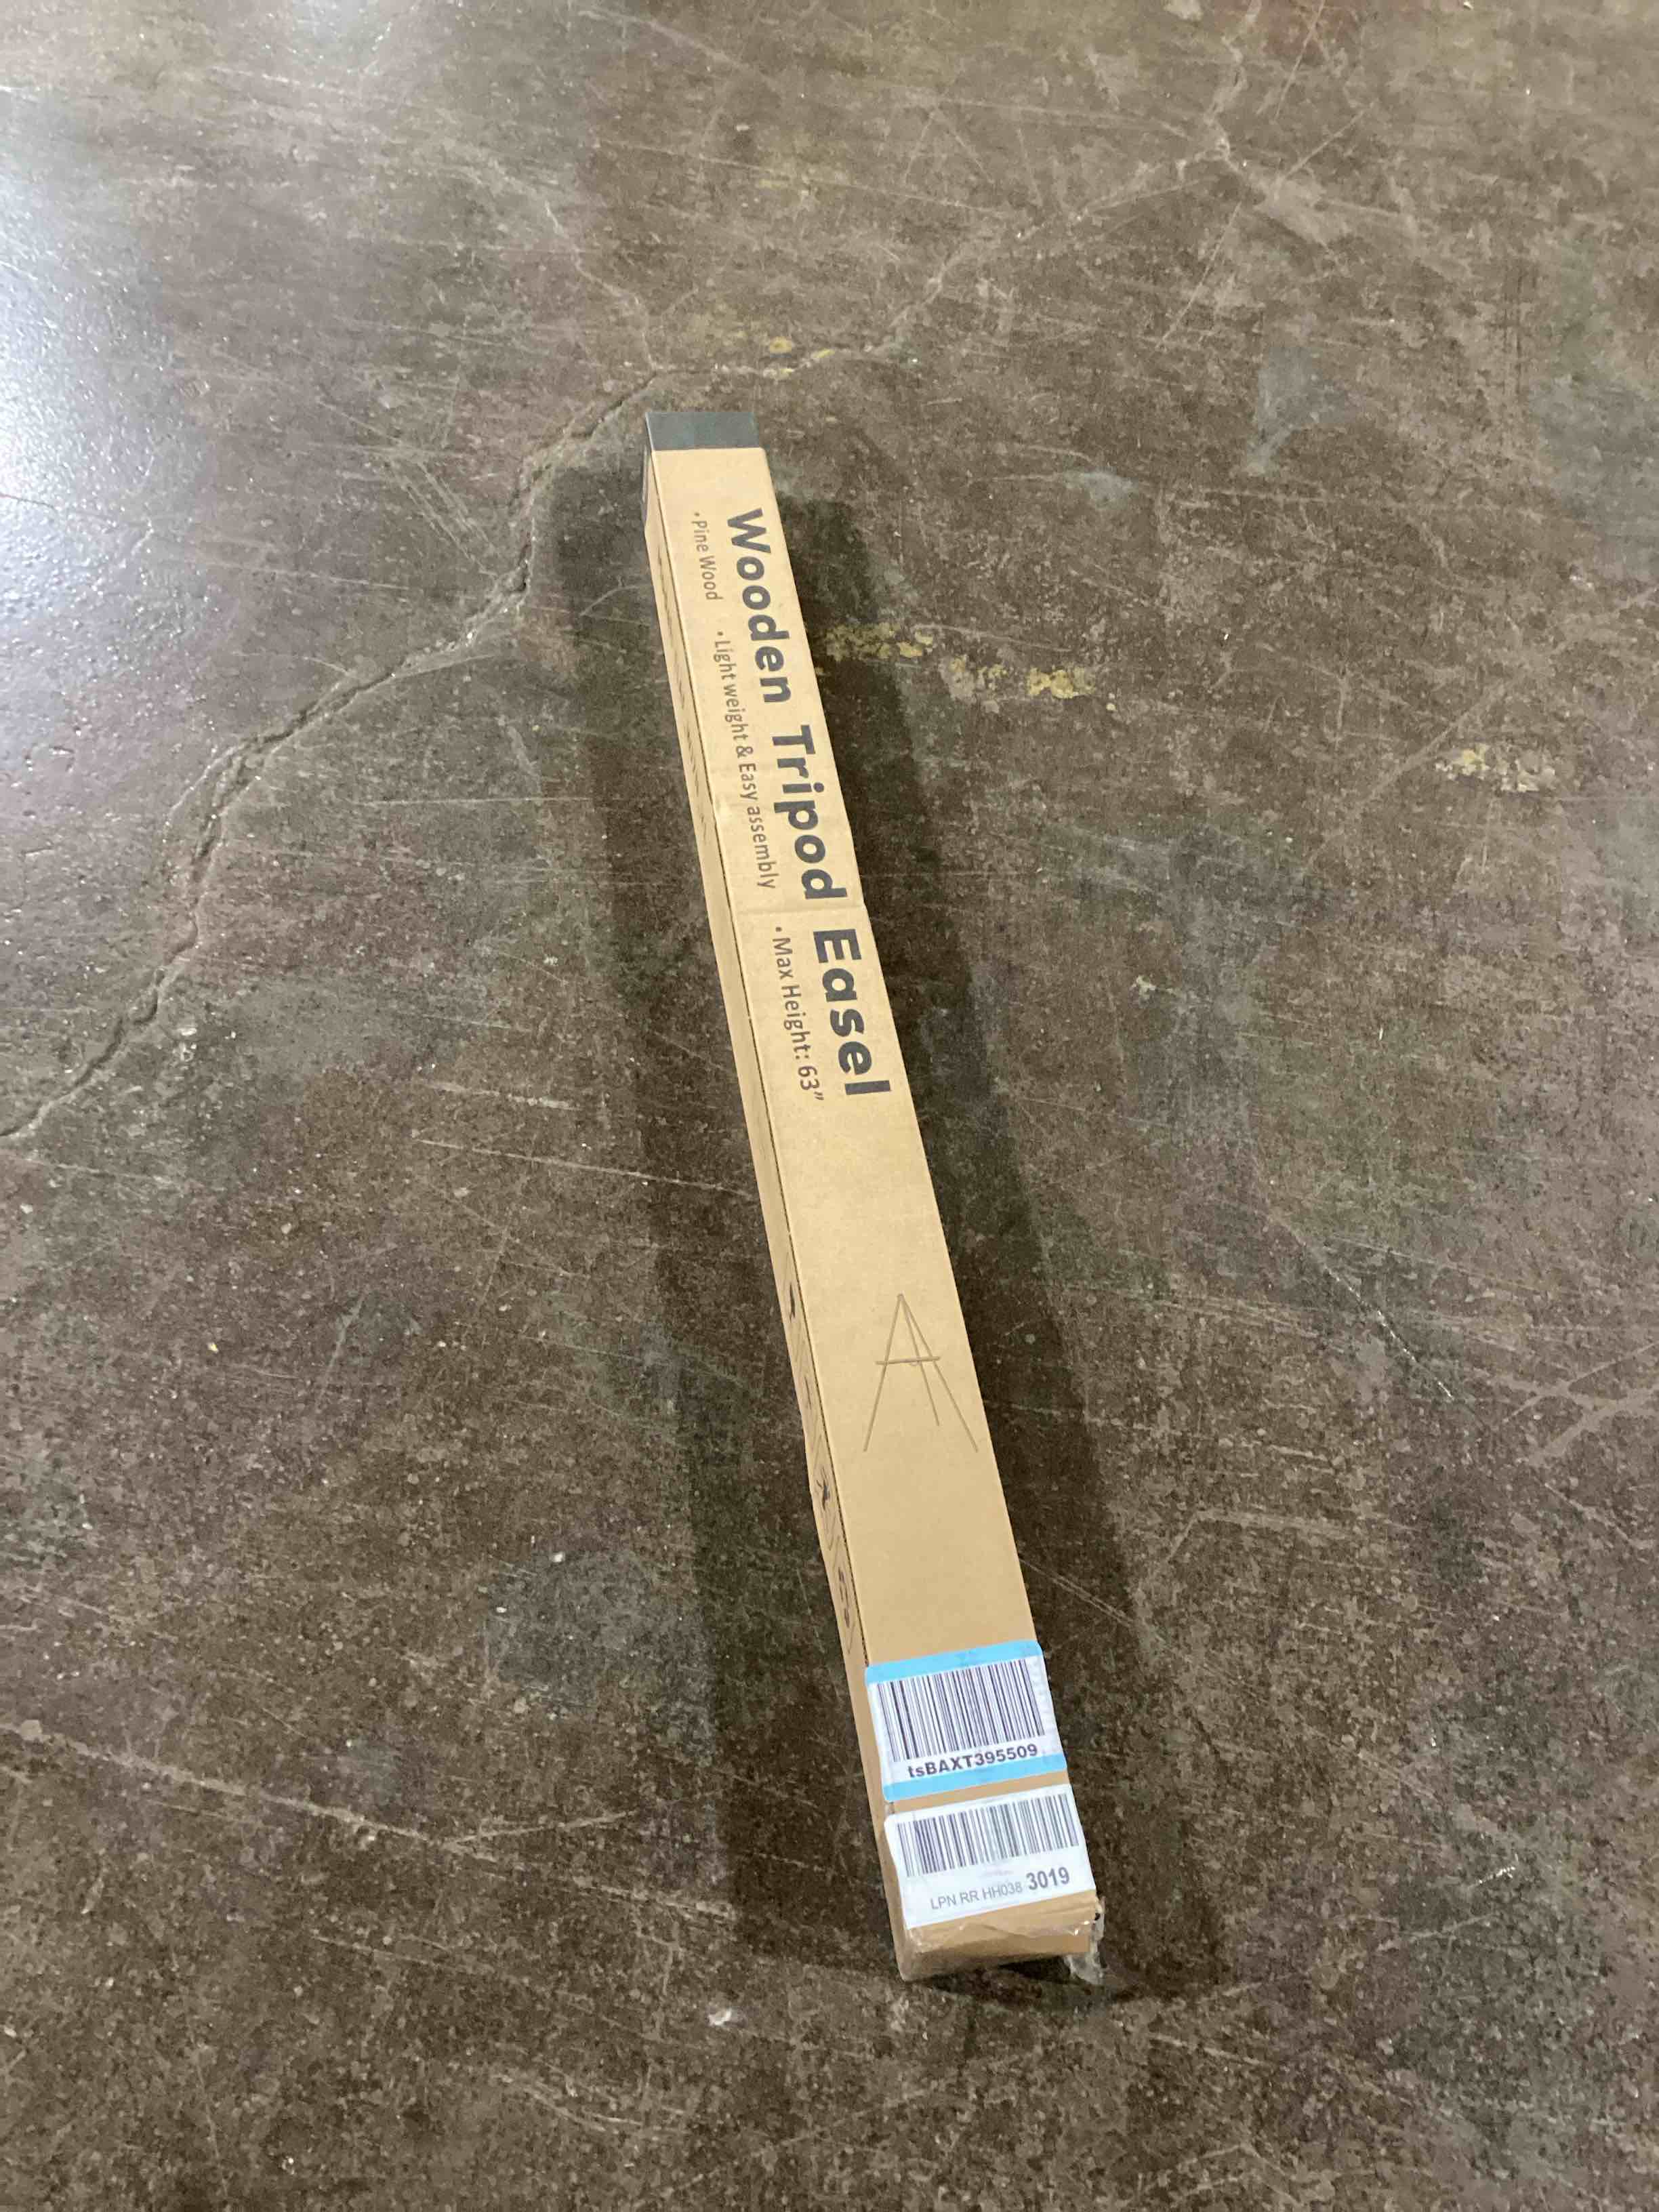 Wooden Tripod Easel
•Pine Wood •Light weight & Easy assembly •Max Height: 63"
tsBAXT395509
LPN RR HH038 3019